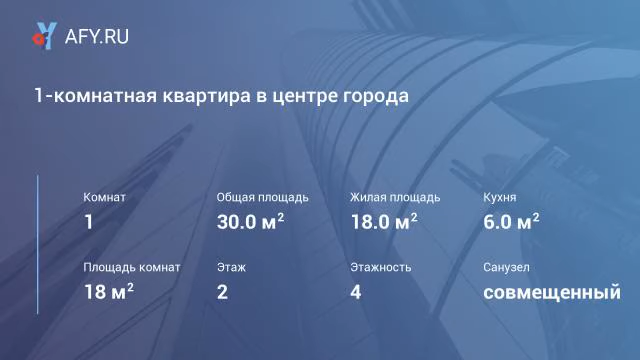 AFY.RU
1-комнатная квартира в центре города
Комнат Общая площадь Жилая площадь Кухня
1 30.0 м² 18.0 м² 6.0 м²
Площадь комнат Этаж Этажность Санузел
18 м² 2 4 совмещенный